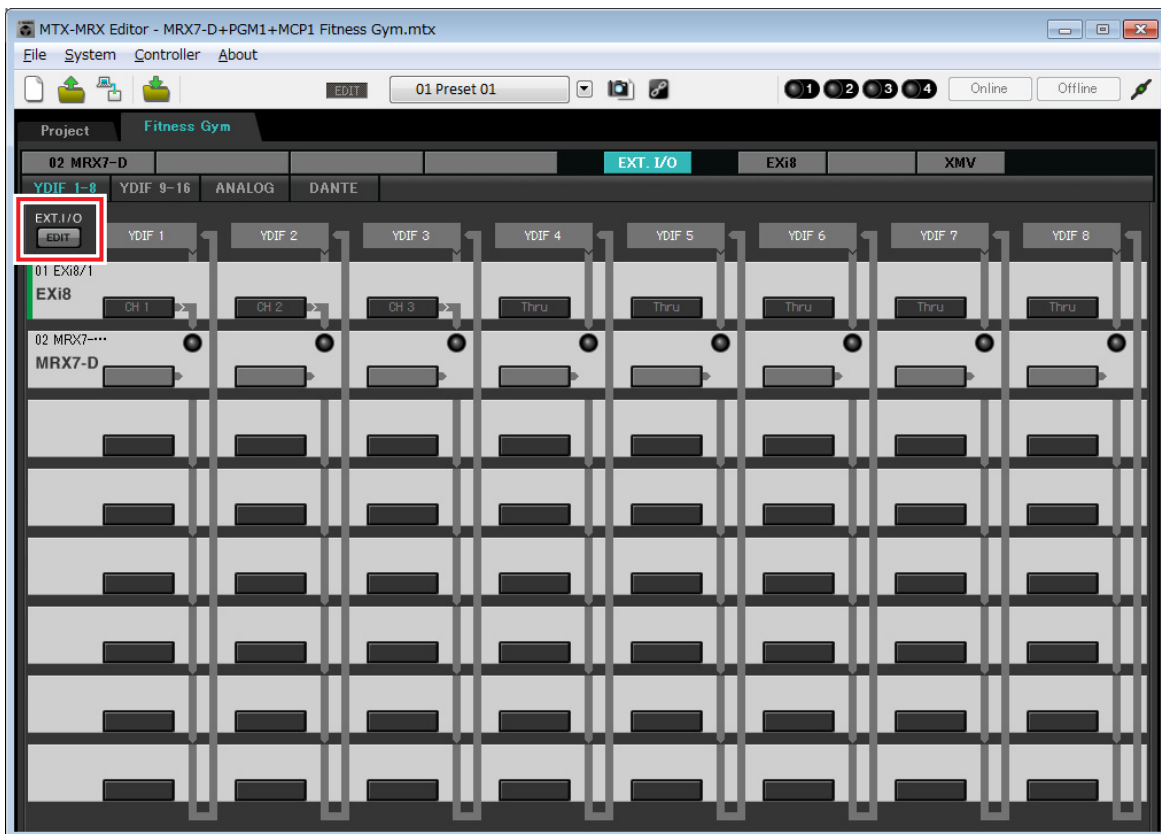 MTX-MRX Editor - MRX7-D+PGM1+MCP1 Fitness Gym.mtx
File System Controller About
EDIT 01 Preset 01 1 2 3 4 Online Offline
Project Fitness Gym
02 MRX7-D EXT. I/O EXi8 XMV
YDIF 1-8 YDIF 9-16 ANALOG DANTE
EXT.I/O
EDIT YDIF 1 YDIF 2 YDIF 3 YDIF 4 YDIF 5 YDIF 6 YDIF 7 YDIF 8
01 EXi8/1
EXi8
CH 1 CH 2 CH 3 Thru Thru Thru Thru Thru
02 MRX7-···
MRX7-D